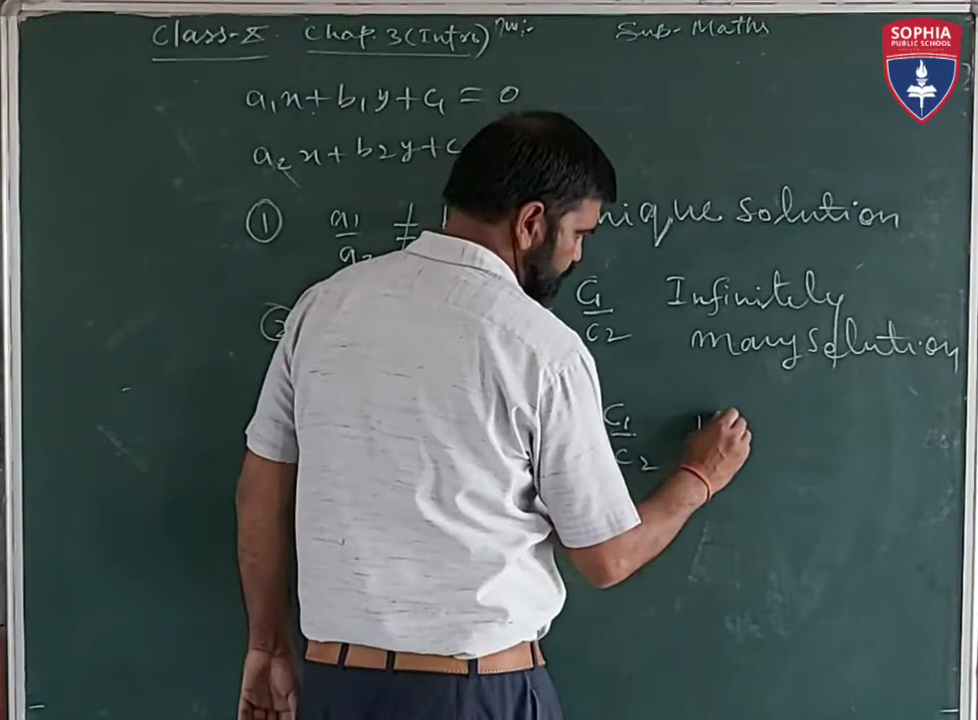 Class-X Chap. 3 (Intro) Sub- Maths
SOPHIA
PUBLIC SCHOOL
a₁x + b₁y + c₁ = 0
a₂x + b₂y + c
① a₁/a₂ ≠ nique solution
② c₁/c₂ Infinitely
many solution
c₁/c₂